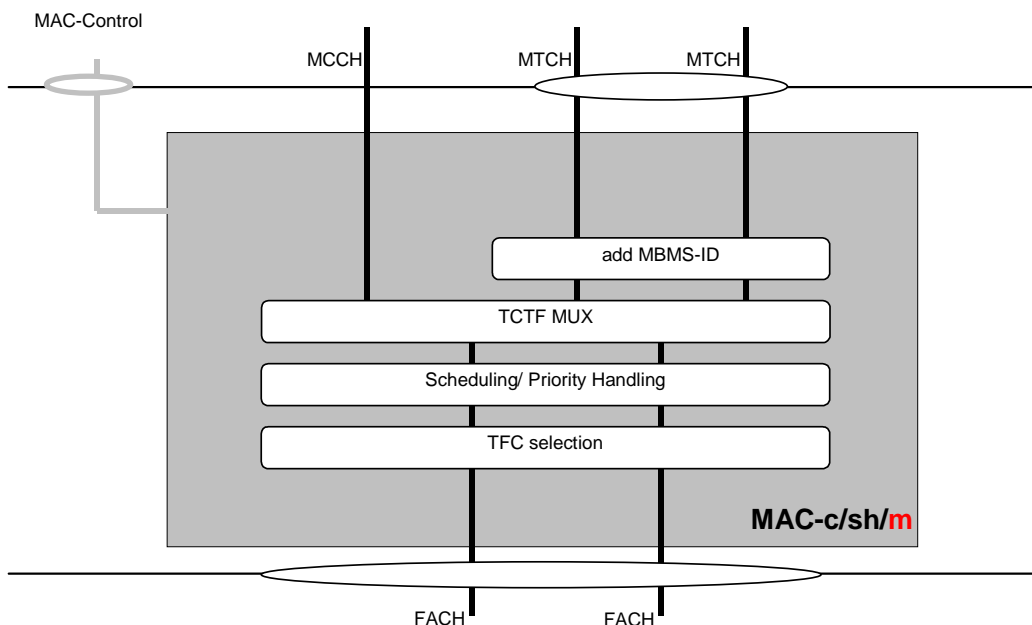 MAC-Control
MCCH
MTCH
MTCH
add MBMS-ID
TCTF MUX
Scheduling/ Priority Handling
TFC selection
MAC-c/sh/m
FACH
FACH